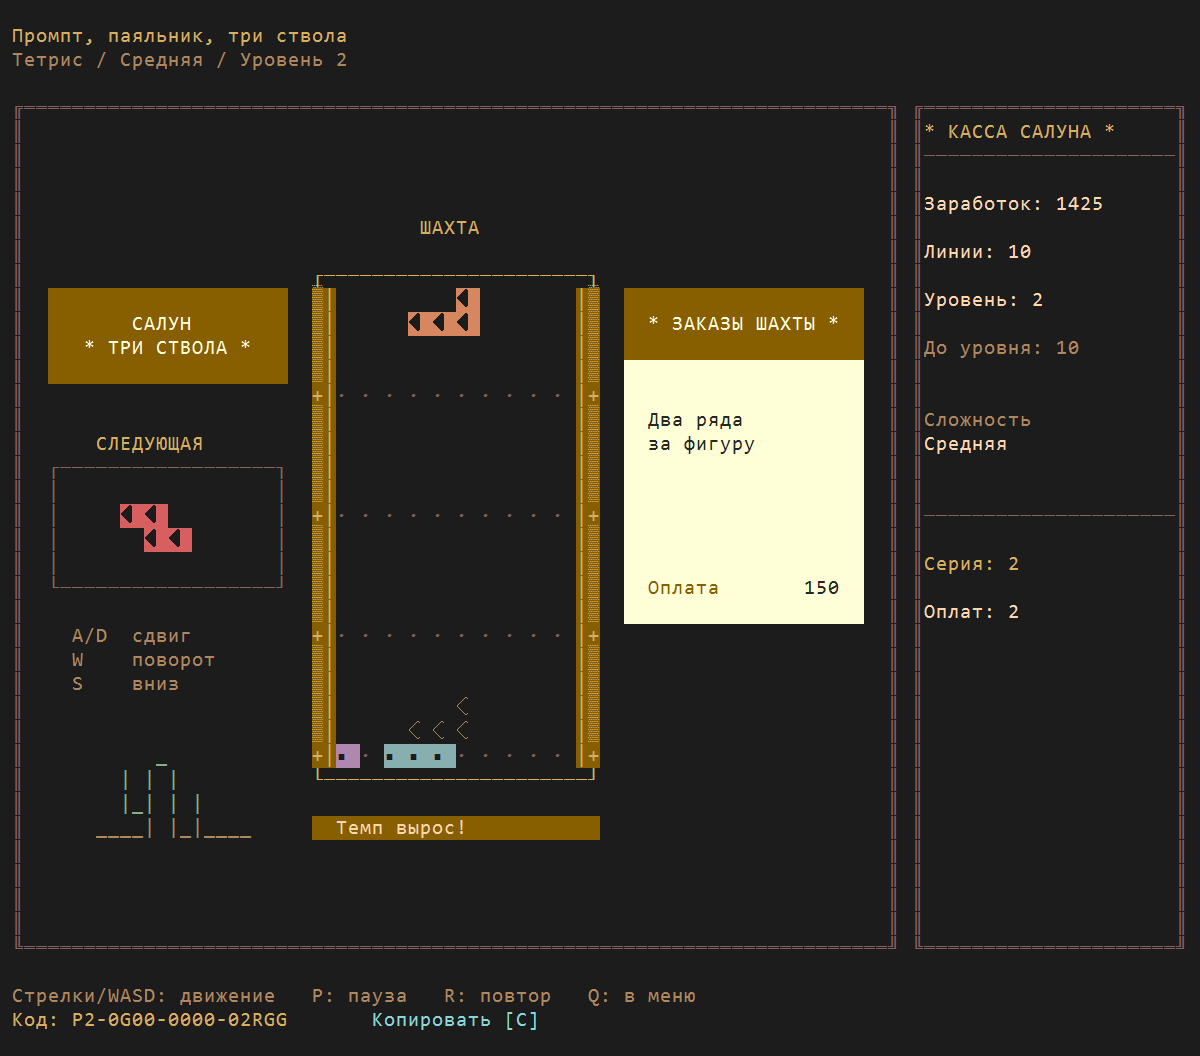 Промпт, паяльник, три ствола
Тетрис / Средняя / Уровень 2
* КАССА САЛУНА *
Заработок: 1425
Линии: 10
Уровень: 2
До уровня: 10
Сложность
Средняя
Серия: 2
Оплат: 2
ШАХТА
САЛУН
* ТРИ СТВОЛА *
СЛЕДУЮЩАЯ
A/D сдвиг
W поворот
S вниз
* ЗАКАЗЫ ШАХТЫ *
Два ряда
за фигуру
Оплата 150
Темп вырос!
Стрелки/WASD: движение P: пауза R: повтор Q: в меню
Код: P2-0G00-0000-02RGG Копировать [C]